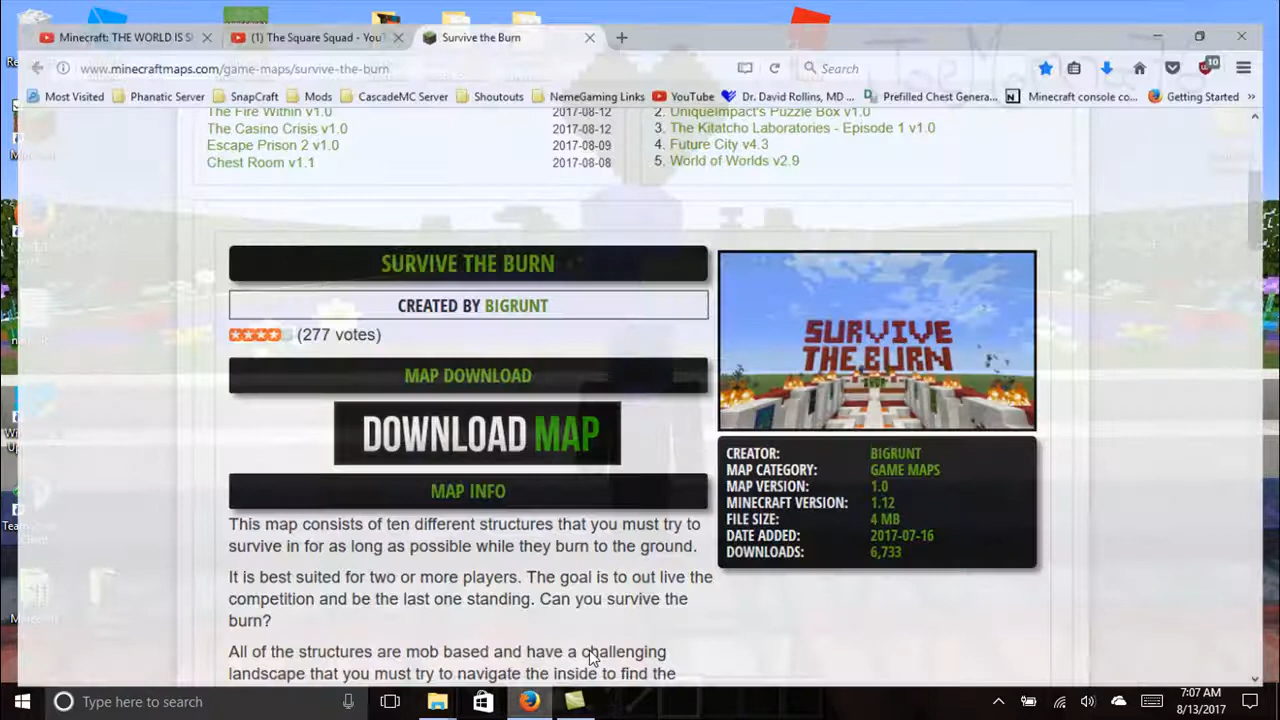 Minecraft: THE WORLD IS S
(1) The Square Squad - You
Survive the Burn
www.minecraftmaps.com/game-maps/survive-the-burn
Search
10
Most Visited
Phanatic Server
SnapCraft
Mods
CascadeMC Server
Shoutouts
NemeGaming Links
YouTube
Dr. David Rollins, MD ...
Prefilled Chest Genera...
Minecraft console co...
Getting Started
The Fire Within v1.0 2017-08-12
The Casino Crisis v1.0 2017-08-12
Escape Prison 2 v1.0 2017-08-09
Chest Room v1.1 2017-08-08
2. UniqueImpact's Puzzle Box v1.0
3. The Kitatcho Laboratories - Episode 1 v1.0
4. Future City v4.3
5. World of Worlds v2.9
SURVIVE THE BURN
CREATED BY BIGRUNT
(277 votes)
MAP DOWNLOAD
DOWNLOAD MAP
MAP INFO
This map consists of ten different structures that you must try to
survive in for as long as possible while they burn to the ground.
It is best suited for two or more players. The goal is to out live the
competition and be the last one standing. Can you survive the
burn?
All of the structures are mob based and have a challenging
landscape that you must try to navigate the inside to find the
SURVIVE
THE BURN
CREATOR: BIGRUNT
MAP CATEGORY: GAME MAPS
MAP VERSION: 1.0
MINECRAFT VERSION: 1.12
FILE SIZE: 4 MB
DATE ADDED: 2017-07-16
DOWNLOADS: 6,733
Type here to search
7:07 AM
8/13/2017